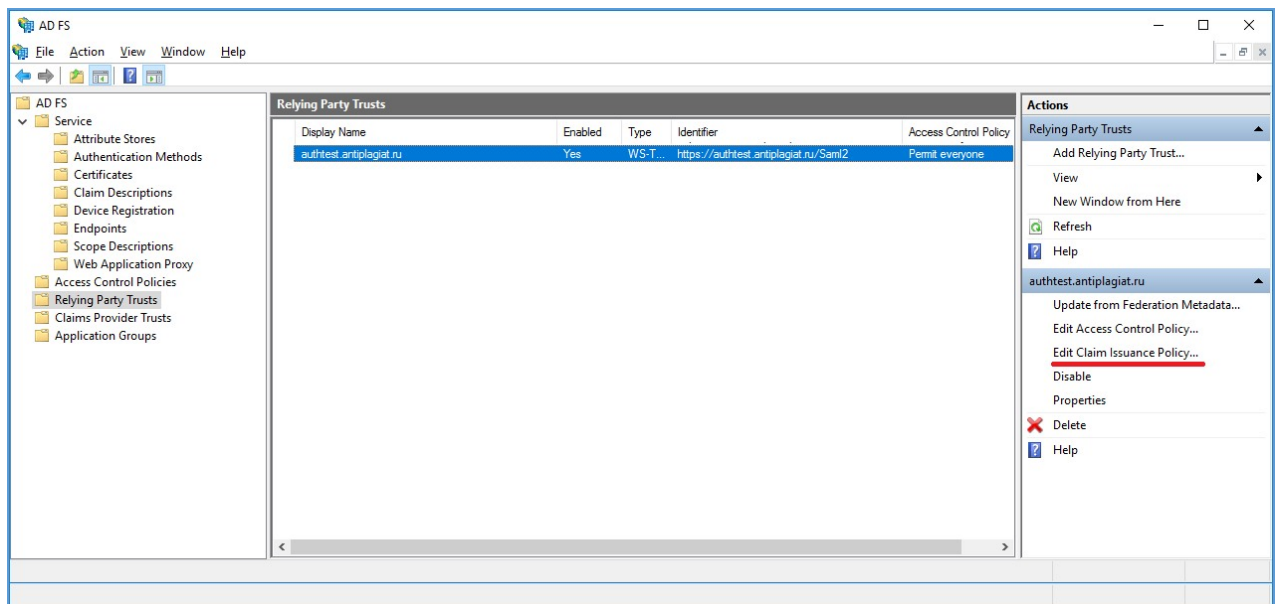 AD FS
File Action View Window Help
AD FS
Service
Attribute Stores
Authentication Methods
Certificates
Claim Descriptions
Device Registration
Endpoints
Scope Descriptions
Web Application Proxy
Access Control Policies
Relying Party Trusts
Claims Provider Trusts
Application Groups
Relying Party Trusts
Display Name Enabled Type Identifier Access Control Policy
authtest.antiplagiat.ru Yes WS-T... https://authtest.antiplagiat.ru/Saml2 Permit everyone
Actions
Relying Party Trusts
Add Relying Party Trust...
View
New Window from Here
Refresh
Help
authtest.antiplagiat.ru
Update from Federation Metadata...
Edit Access Control Policy...
Edit Claim Issuance Policy...
Disable
Properties
Delete
Help